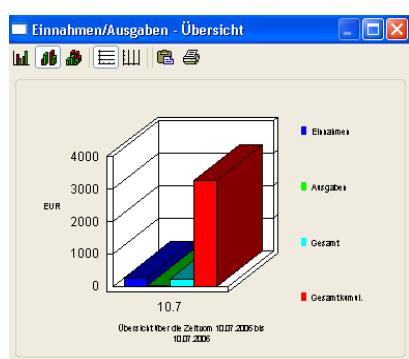 Einnahmen/Ausgaben - Übersicht
4000
3000
EUR
2000
1000
0
10.7
Übersicht über die Zeit vom 10.07.2006 bis
10.07.2006
Einnahmen
Ausgaben
Gesamt
Gesamtkumul.